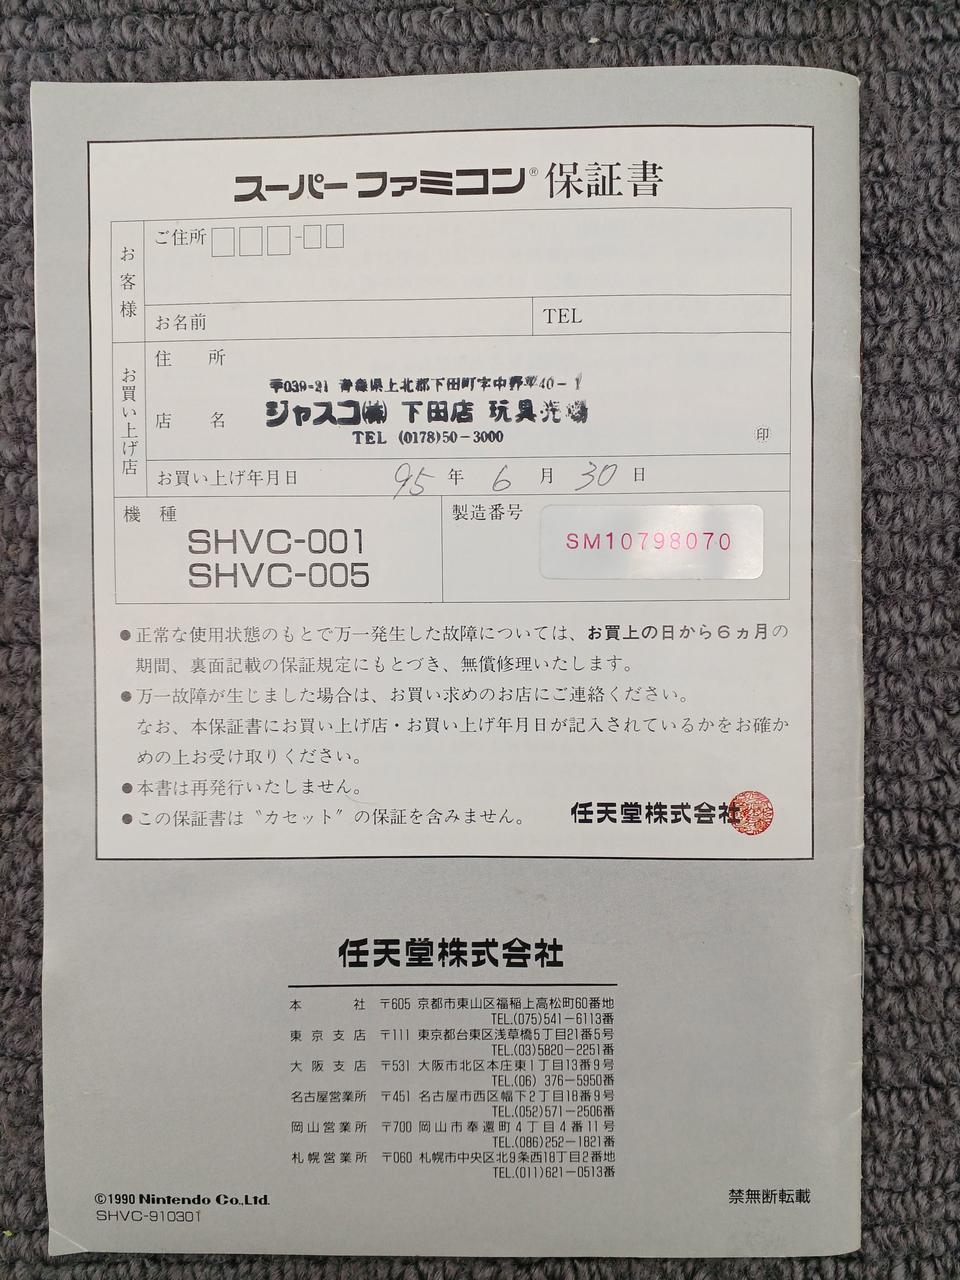 スーパーファミコン®保証書
お客様
ご住所 □□□-□□
お名前
TEL
お買い上げ店
住 所
〒039-21 青森県上北郡下田町字中野平40-1
店 名
ジャスコ㈱ 下田店 玩具売場
TEL (0178)50-3000
㊞
お買い上げ年月日 95 年 6 月 30 日
機 種
SHVC-001
SHVC-005
製造番号
SM10798070
●正常な使用状態のもとで万一発生した故障については、お買上の日から6ヵ月の
期間、裏面記載の保証規定にもとづき、無償修理いたします。
●万一故障が生じました場合は、お買い求めのお店にご連絡ください。
なお、本保証書にお買い上げ店・お買い上げ年月日が記入されているかをお確か
めの上お受け取りください。
●本書は再発行いたしません。
●この保証書は〝カセット〞の保証を含みません。
任天堂株式会社
任天堂株式会社
本 社 〒605 京都市東山区福稲上高松町60番地
TEL.(075)541-6113番
東京支店 〒111 東京都台東区浅草橋5丁目21番5号
TEL.(03)5820-2251番
大阪支店 〒531 大阪市北区本庄東1丁目13番9号
TEL.(06) 376-5950番
名古屋営業所 〒451 名古屋市西区幅下2丁目18番9号
TEL.(052)571-2506番
岡山営業所 〒700 岡山市奉還町4丁目4番11号
TEL.(086)252-1821番
札幌営業所 〒060 札幌市中央区北9条西18丁目2番地
TEL.(011)621-0513番
©1990 Nintendo Co.,Ltd.
SHVC-910301
禁無断転載